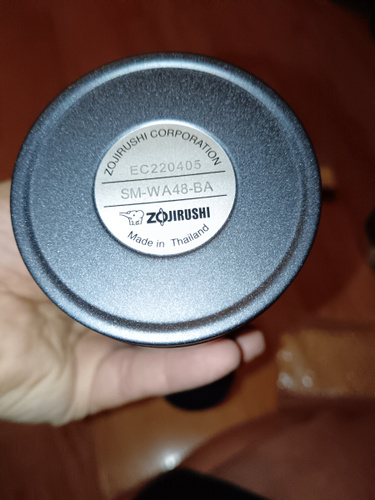 ZOJIRUSHI CORPORATION
EC220405
SM-WA48-BA
ZOJIRUSHI
Made in Thailand